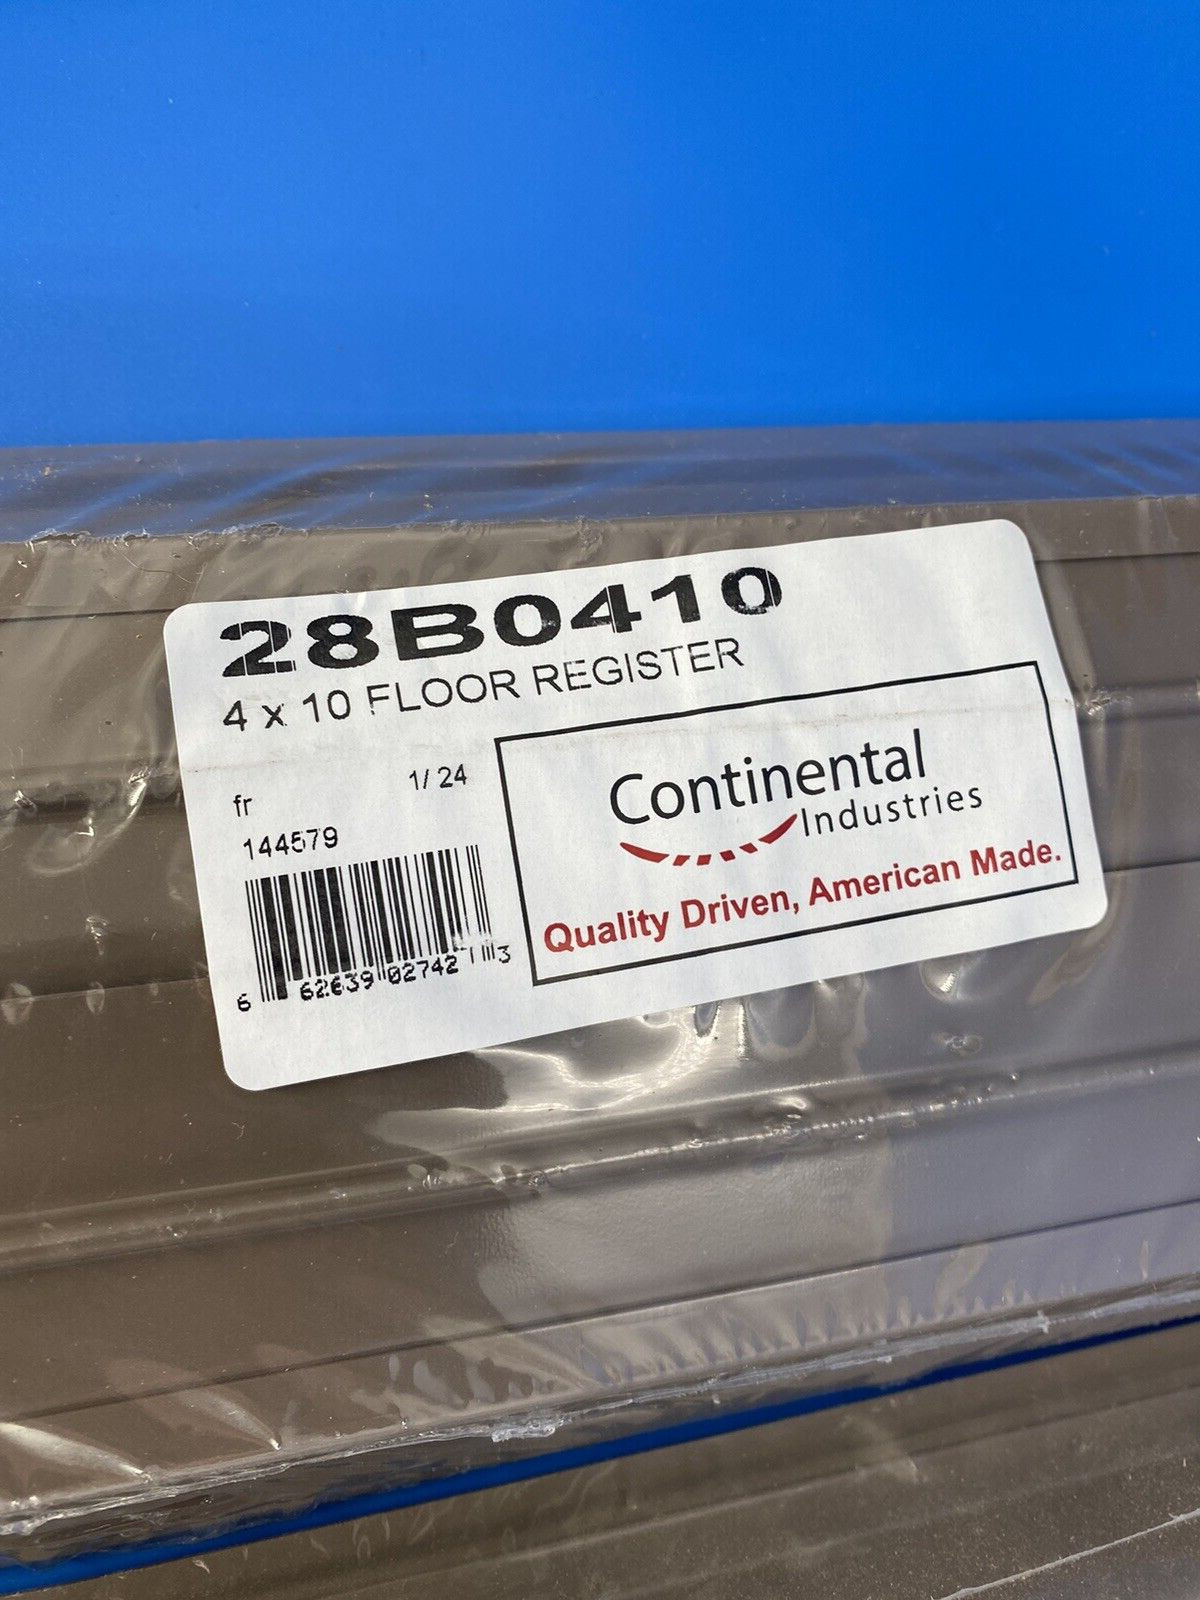 28B0410
4 x 10 FLOOR REGISTER
fr
1/ 24
144579
Continental
Industries
Quality Driven, American Made.
6 62639 02742 3